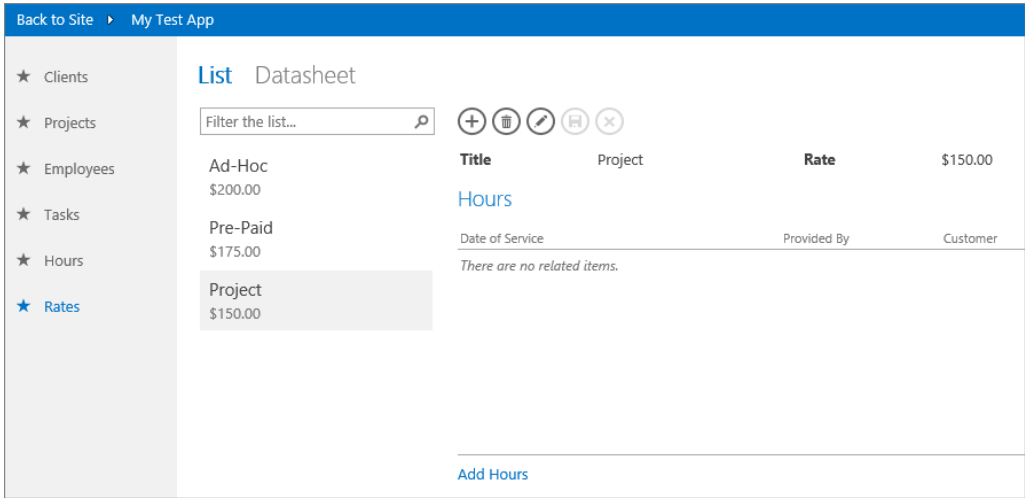 Back to Site My Test App
Clients
Projects
Employees
Tasks
Hours
Rates
List Datasheet
Filter the list...
Ad-Hoc
$200.00
Pre-Paid
$175.00
Project
$150.00
Title Project Rate $150.00
Hours
Date of Service Provided By Customer
There are no related items.
Add Hours